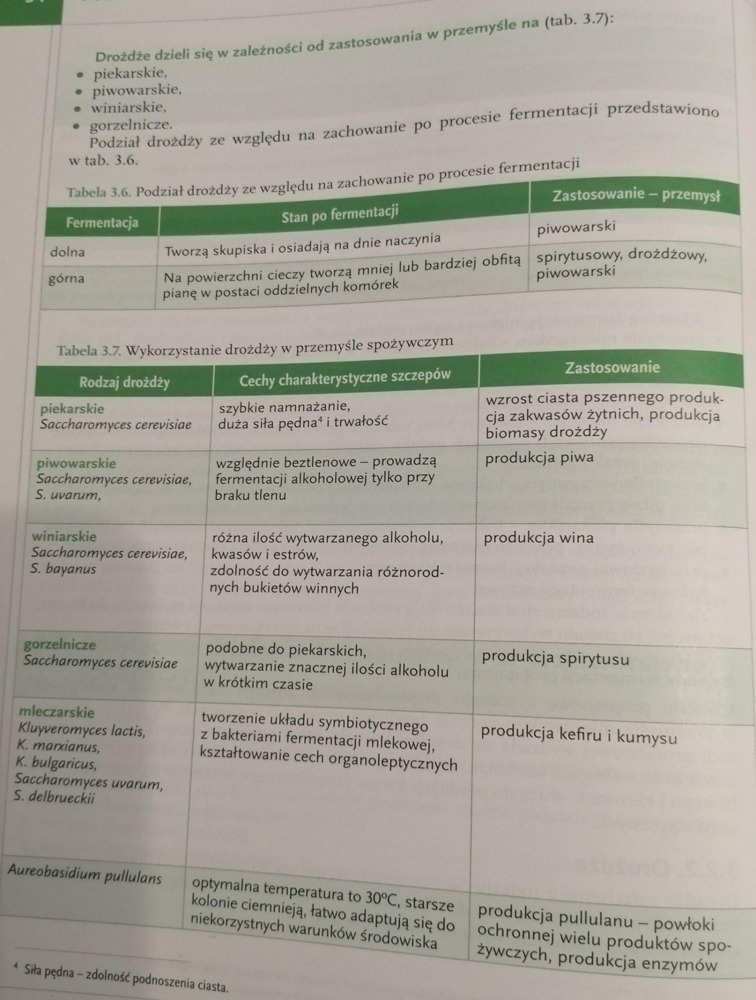 Drożdże dzieli się w zależności od zastosowania w przemyśle na (tab. 3.7):
• piekarskie,
• piwowarskie,
• winiarskie,
• gorzelnicze.
Podział drożdży ze względu na zachowanie po procesie fermentacji przedstawiono
w tab. 3.6.
Tabela 3.6. Podział drożdży ze względu na zachowanie po procesie fermentacji
Fermentacja
Stan po fermentacji
Zastosowanie – przemysł
dolna
Tworzą skupiska i osiadają na dnie naczynia
piwowarski
górna
Na powierzchni cieczy tworzą mniej lub bardziej obfitą
pianę w postaci oddzielnych komórek
spirytusowy, drożdżowy,
piwowarski
Tabela 3.7. Wykorzystanie drożdży w przemyśle spożywczym
Rodzaj drożdży
Cechy charakterystyczne szczepów
Zastosowanie
piekarskie
Saccharomyces cerevisiae
szybkie namnażanie,
duża siła pędna⁴ i trwałość
wzrost ciasta pszennego produk-
cja zakwasów żytnich, produkcja
biomasy drożdży
piwowarskie
Saccharomyces cerevisiae,
S. uvarum,
względnie beztlenowe – prowadzą
fermentacji alkoholowej tylko przy
braku tlenu
produkcja piwa
winiarskie
Saccharomyces cerevisiae,
S. bayanus
różna ilość wytwarzanego alkoholu,
kwasów i estrów,
zdolność do wytwarzania różnorod-
nych bukietów winnych
produkcja wina
gorzelnicze
Saccharomyces cerevisiae
podobne do piekarskich,
wytwarzanie znacznej ilości alkoholu
w krótkim czasie
produkcja spirytusu
mleczarskie
Kluyveromyces lactis,
K. marxianus,
K. bulgaricus,
Saccharomyces uvarum,
S. delbrueckii
tworzenie układu symbiotycznego
z bakteriami fermentacji mlekowej,
kształtowanie cech organoleptycznych
produkcja kefiru i kumysu
Aureobasidium pullulans
optymalna temperatura to 30°C, starsze
kolonie ciemnieją, łatwo adaptują się do
niekorzystnych warunków środowiska
produkcja pullulanu – powłoki
ochronnej wielu produktów spo-
żywczych, produkcja enzymów
⁴ Siła pędna – zdolność podnoszenia ciasta.